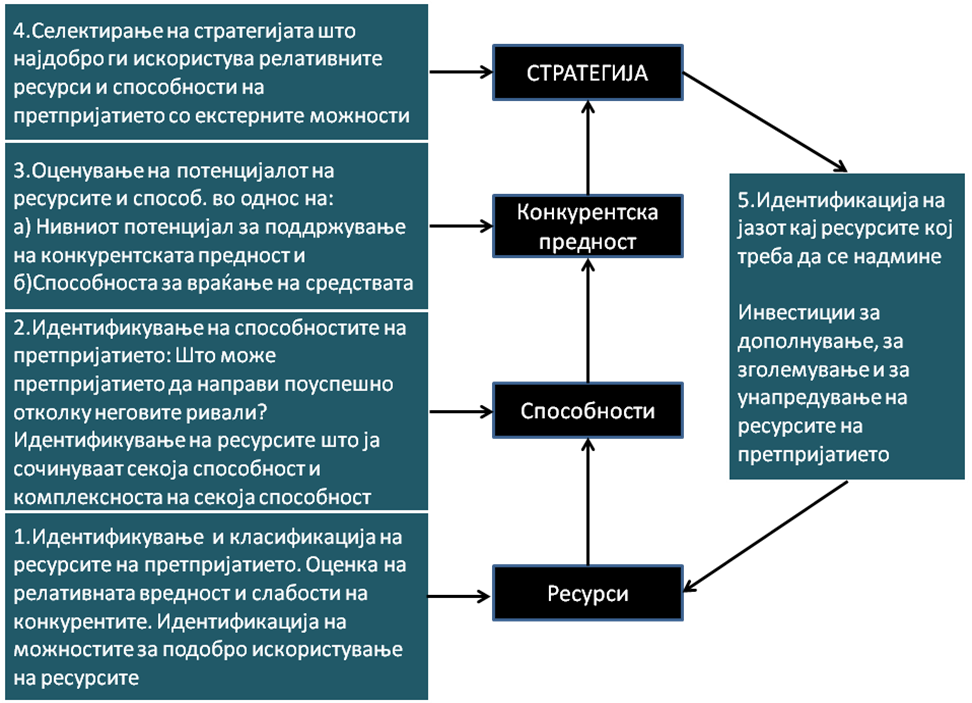 4.Селектирање на стратегијата што
најдобро ги искористува релативните
ресурси и способности на
претпријатието со екстерните можности
3.Оценување на потенцијалот на
ресурсите и способ. во однос на:
а) Нивниот потенцијал за поддржување
на конкурентската предност и
б)Способноста за враќање на средствата
2.Идентификување на способностите на
претпријатието: Што може
претпријатието да направи поуспешно
отколку неговите ривали?
Идентификување на ресурсите што ја
сочинуваат секоја способност и
комплексноста на секоја способност
1.Идентификување и класификација на
ресурсите на претпријатието. Оценка на
релативната вредност и слабости на
конкурентите. Идентификација на
можностите за подобро искористување
на ресурсите
СТРАТЕГИЈА
Конкурентска
предност
Способности
Ресурси
5.Идентификација на
јазот кај ресурсите кој
треба да се надмине
Инвестиции за
дополнување, за
зголемување и за
унапредување на
ресурсите на
претпријатието